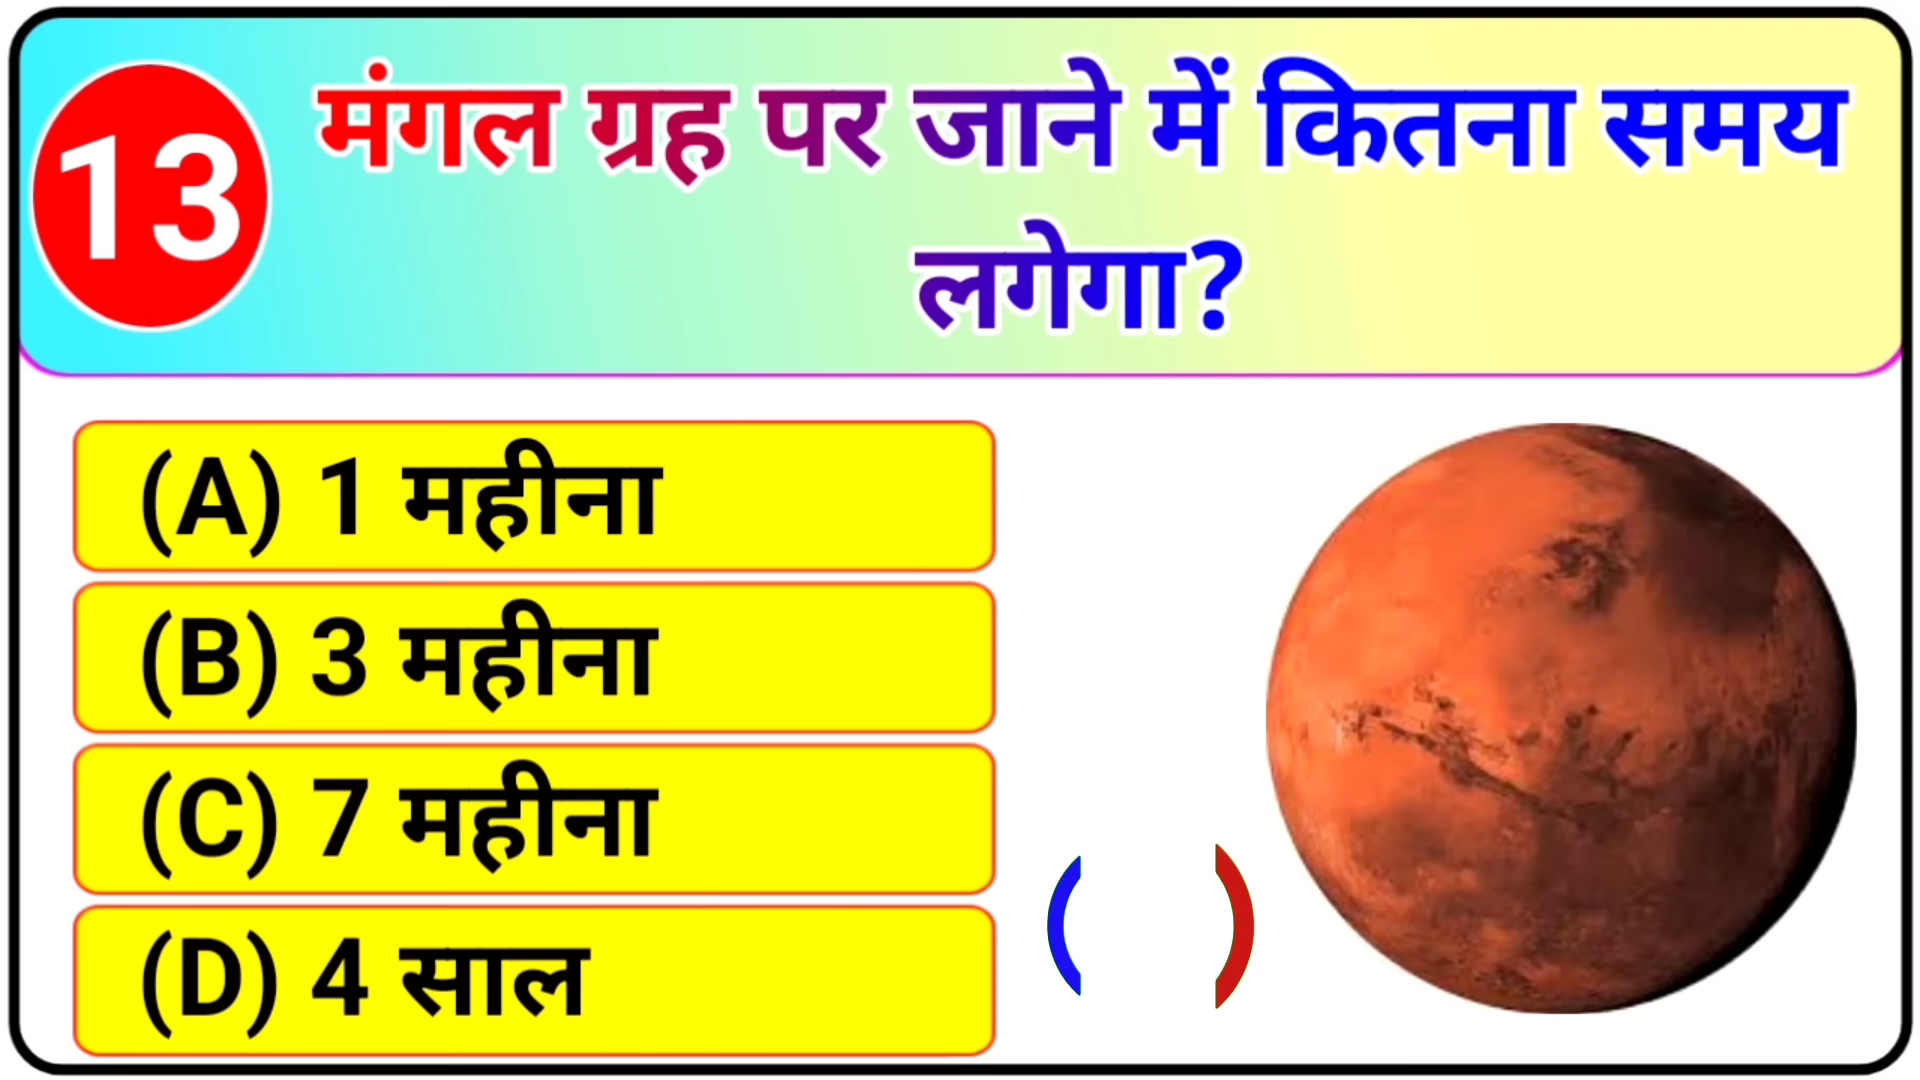 13
मंगल ग्रह पर जाने में कितना समय
लगेगा?
(A) 1 महीना
(B) 3 महीना
(C) 7 महीना
(D) 4 साल
( )